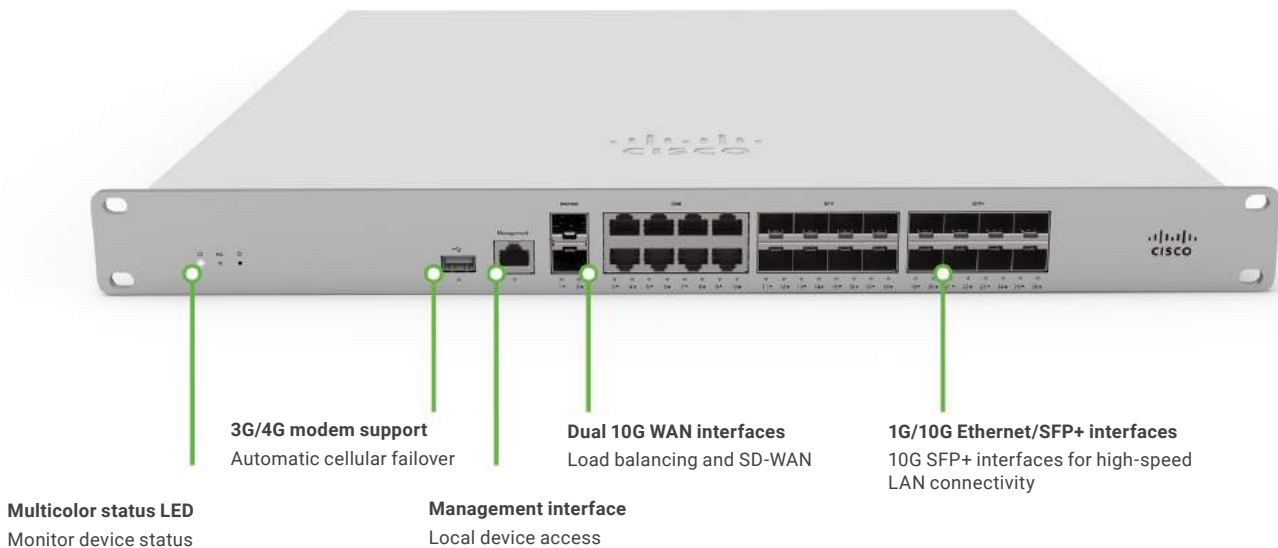 CISCO
Management
CISCO
3G/4G modem support
Automatic cellular failover
Dual 10G WAN interfaces
Load balancing and SD-WAN
1G/10G Ethernet/SFP+ interfaces
10G SFP+ interfaces for high-speed
LAN connectivity
Multicolor status LED
Monitor device status
Management interface
Local device access